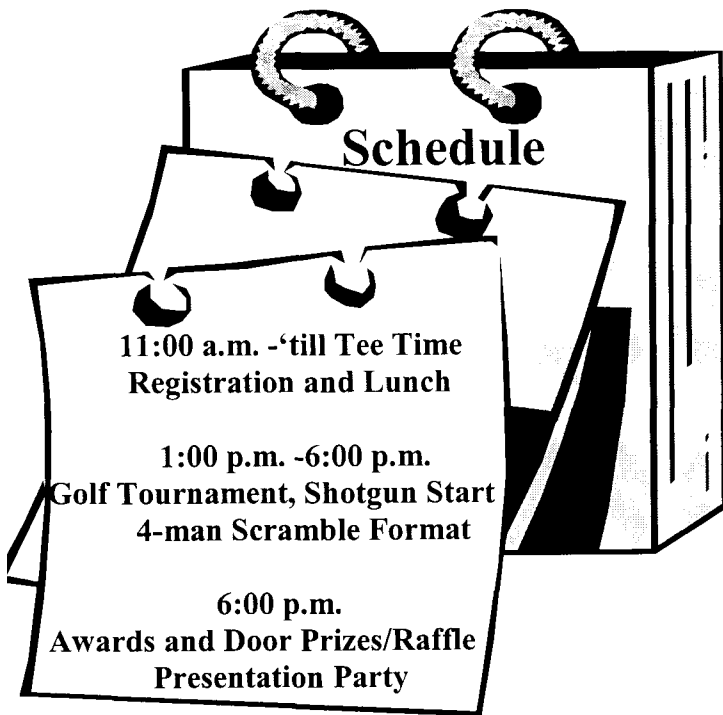 Schedule
11:00 a.m. -‘till Tee Time
Registration and Lunch
1:00 p.m. -6:00 p.m.
Golf Tournament, Shotgun Start
4-man Scramble Format
6:00 p.m.
Awards and Door Prizes/Raffle
Presentation Party